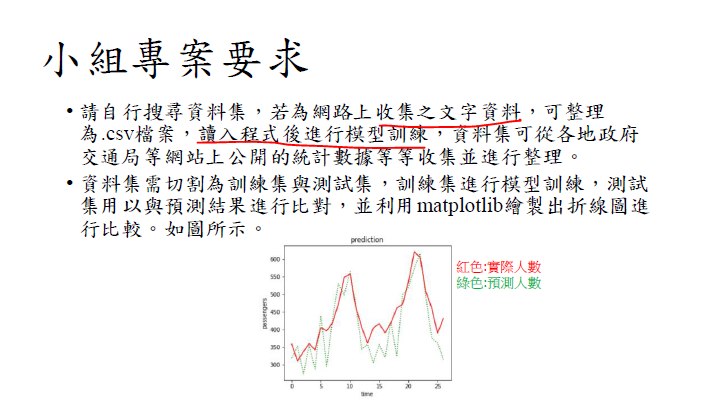 小組專案要求
• 請自行搜尋資料集，若為網路上收集之文字資料，可整理
為.csv檔案，讀入程式後進行模型訓練，資料集可從各地政府
交通局等網站上公開的統計數據等等收集並進行整理。
• 資料集需切割為訓練集與測試集，訓練集進行模型訓練，測試
集用以與預測結果進行比對，並利用matplotlib繪製出折線圖進
行比較。如圖所示。
prediction
紅色:實際人數
綠色:預測人數
600
550
500
450
400
350
300
passengers
0 5 10 15 20 25
time